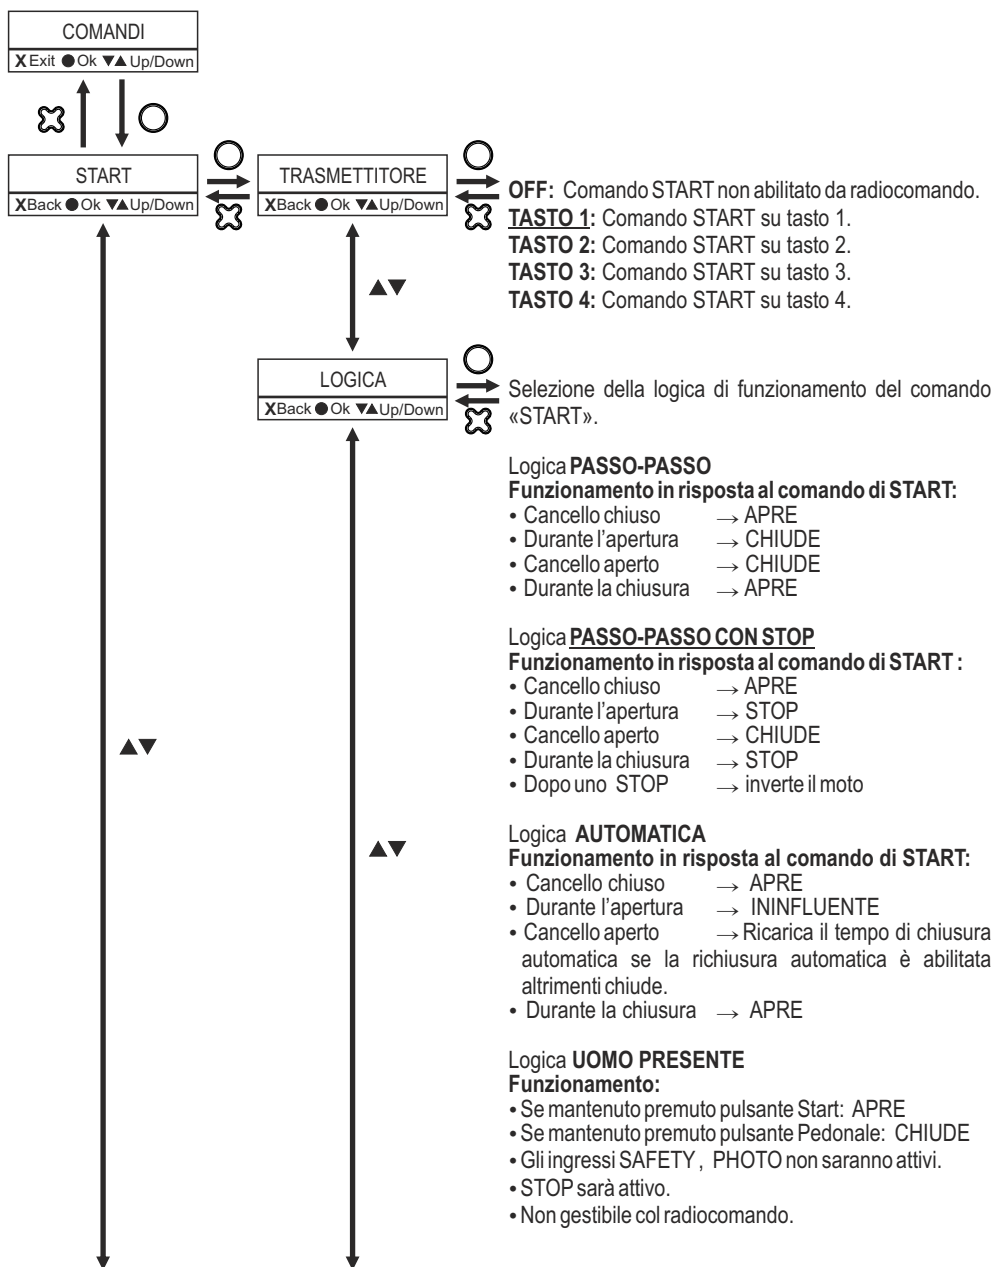 COMANDI
X Exit ● Ok ▼▲ Up/Down
START
X Back ● Ok ▼▲ Up/Down
TRASMETTITORE
X Back ● Ok ▼▲ Up/Down
OFF: Comando START non abilitato da radiocomando.
TASTO 1: Comando START su tasto 1.
TASTO 2: Comando START su tasto 2.
TASTO 3: Comando START su tasto 3.
TASTO 4: Comando START su tasto 4.
▲▼
LOGICA
X Back ● Ok ▼▲ Up/Down
Selezione della logica di funzionamento del comando
«START».
Logica PASSO-PASSO
Funzionamento in risposta al comando di START:
• Cancello chiuso → APRE
• Durante l'apertura → CHIUDE
• Cancello aperto → CHIUDE
• Durante la chiusura → APRE
Logica PASSO-PASSO CON STOP
Funzionamento in risposta al comando di START :
• Cancello chiuso → APRE
• Durante l'apertura → STOP
• Cancello aperto → CHIUDE
• Durante la chiusura → STOP
• Dopo uno STOP → inverte il moto
▲▼
Logica AUTOMATICA
Funzionamento in risposta al comando di START:
▲▼
• Cancello chiuso → APRE
• Durante l'apertura → ININFLUENTE
• Cancello aperto → Ricarica il tempo di chiusura
automatica se la richiusura automatica è abilitata
altrimenti chiude.
• Durante la chiusura → APRE
Logica UOMO PRESENTE
Funzionamento:
• Se mantenuto premuto pulsante Start: APRE
• Se mantenuto premuto pulsante Pedonale: CHIUDE
• Gli ingressi SAFETY , PHOTO non saranno attivi.
• STOP sarà attivo.
• Non gestibile col radiocomando.